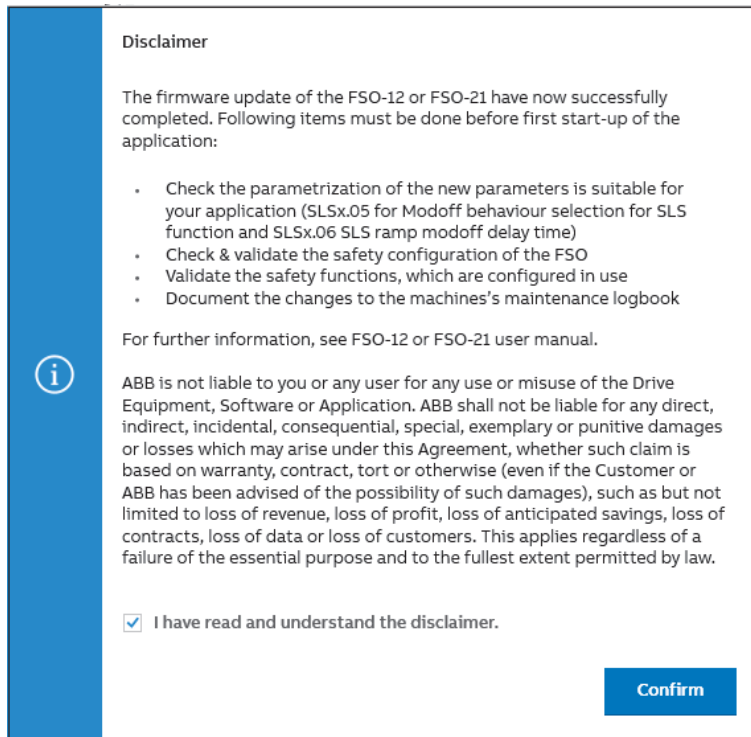 Disclaimer
The firmware update of the FSO-12 or FSO-21 have now successfully
completed. Following items must be done before first start-up of the
application:
• Check the parametrization of the new parameters is suitable for
your application (SLSx.05 for Modoff behaviour selection for SLS
function and SLSx.06 SLS ramp modoff delay time)
• Check & validate the safety configuration of the FSO
• Validate the safety functions, which are configured in use
• Document the changes to the machines's maintenance logbook
For further information, see FSO-12 or FSO-21 user manual.
ABB is not liable to you or any user for any use or misuse of the Drive
Equipment, Software or Application. ABB shall not be liable for any direct,
indirect, incidental, consequential, special, exemplary or punitive damages
or losses which may arise under this Agreement, whether such claim is
based on warranty, contract, tort or otherwise (even if the Customer or
ABB has been advised of the possibility of such damages), such as but not
limited to loss of revenue, loss of profit, loss of anticipated savings, loss of
contracts, loss of data or loss of customers. This applies regardless of a
failure of the essential purpose and to the fullest extent permitted by law.
I have read and understand the disclaimer.
Confirm